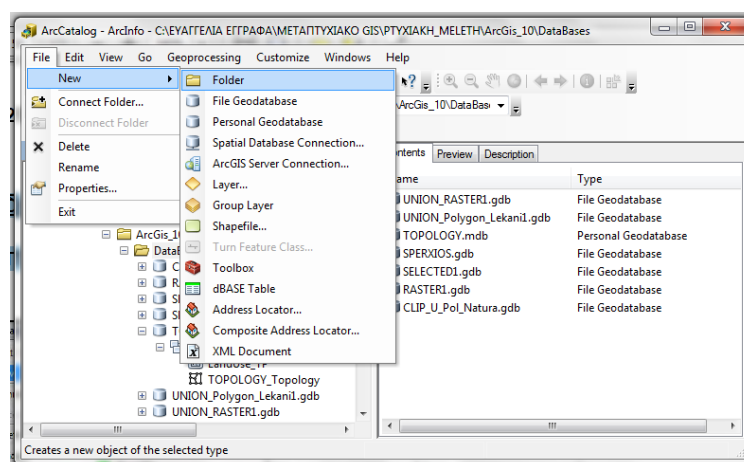 ArcCatalog - ArcInfo - C:\ΕΥΑΓΓΕΛΙΑ ΕΓΓΡΑΦΑ\ΜΕΤΑΠΤΥΧΙΑΚΟ GIS\PTYXIAKH_MELETH\ArcGis_10\DataBases
File Edit View Go Geoprocessing Customize Windows Help
New
Connect Folder...
Disconnect Folder
Delete
Rename
Properties...
Exit
Folder
File Geodatabase
Personal Geodatabase
Spatial Database Connection...
ArcGIS Server Connection...
Layer...
Group Layer
Shapefile...
Turn Feature Class...
Toolbox
dBASE Table
Address Locator...
Composite Address Locator...
XML Document
\ArcGis_10\DataBas
Preview Description
Type
UNION_RASTER1.gdb File Geodatabase
UNION_Polygon_Lekani1.gdb File Geodatabase
TOPOLOGY.mdb Personal Geodatabase
SPERXIOS.gdb File Geodatabase
SELECTED1.gdb File Geodatabase
RASTER1.gdb File Geodatabase
CLIP_U_Pol_Natura.gdb File Geodatabase
ArcGis_1
TOPOLOGY_Topology
UNION_Polygon_Lekani1.gdb
UNION_RASTER1.gdb
Creates a new object of the selected type